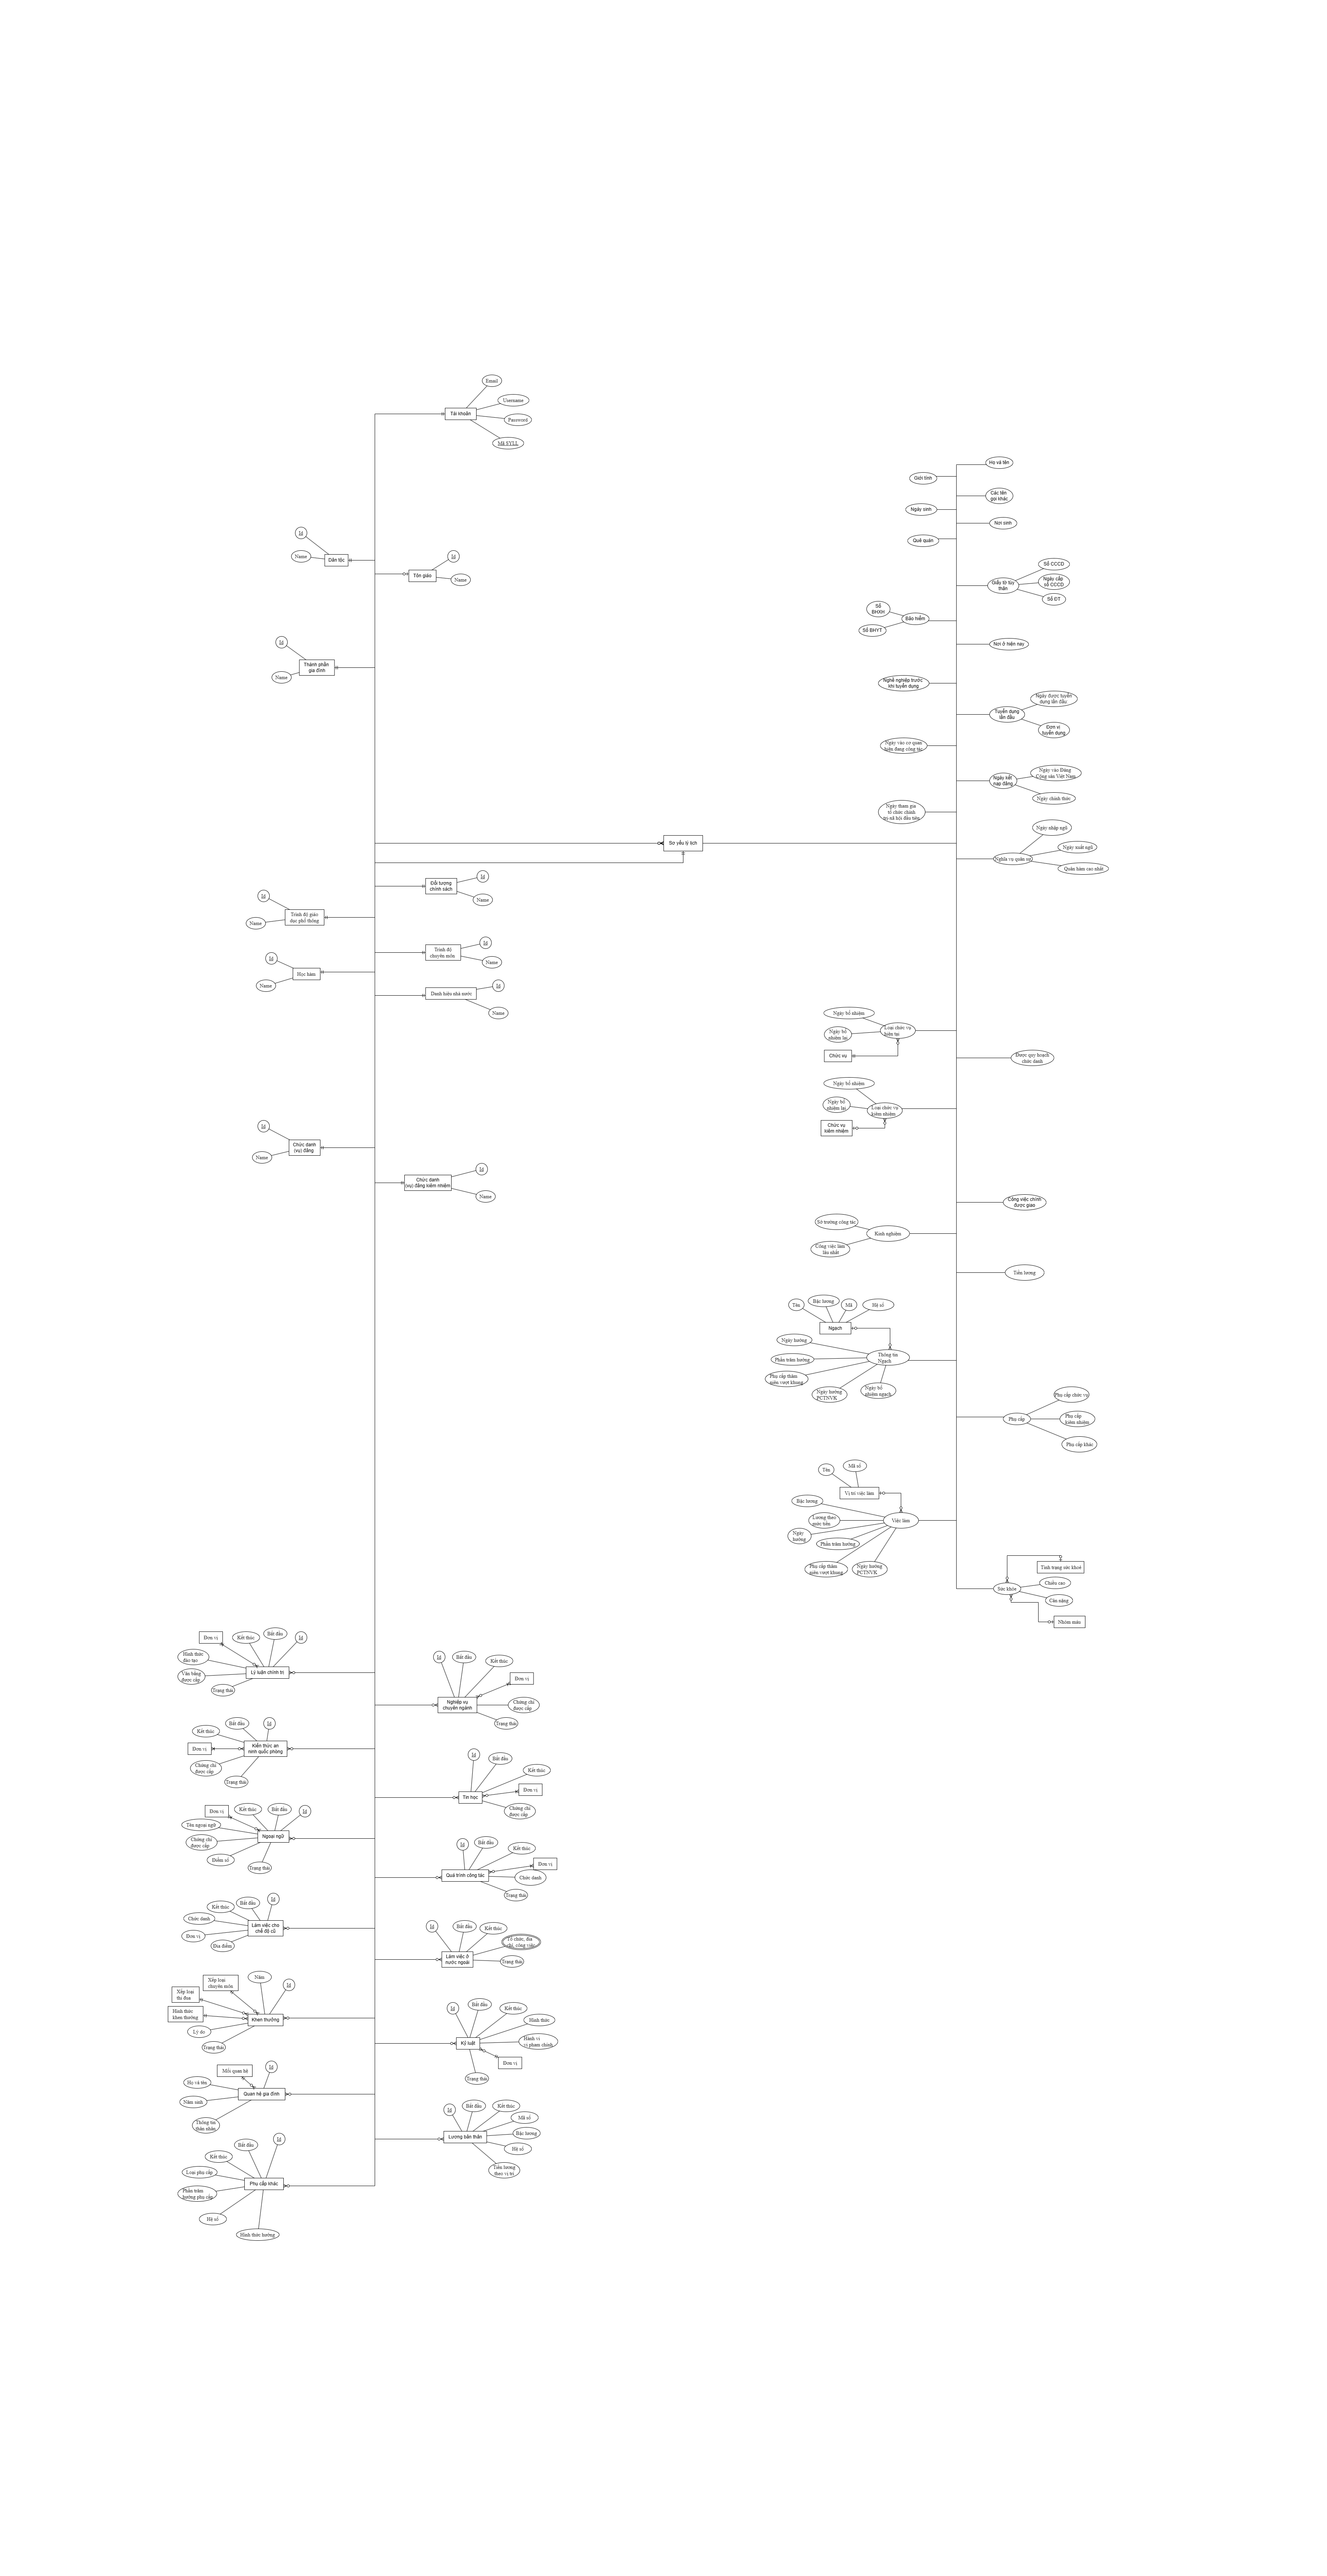 Email
Username
Tài khoản
Password
Mã SYLL
Họ và tên
Giới tính
Các tên
gọi khác
Ngày sinh
Nơi sinh
Quê quán
Id
Name
Dân tộc
Id
Tôn giáo
Name
Số CCCD
Giấy tờ tùy
thân
Ngày cấp
số CCCD
Số ĐT
Số
BHXH
Bảo hiểm
Số BHYT
Id
Thành phần
gia đình
Name
Nơi ở hiện nay
Nghề nghiệp trước
khi tuyển dụng
Ngày được tuyển
dụng lần đầu
Tuyển dụng
lần đầu
Đơn vị
tuyển dụng
Ngày vào cơ quan
hiện đang công tác
Ngày vào Đảng
Cộng sản Việt Nam
Ngày kết
nạp đảng
Ngày chính thức
Ngày tham gia
tổ chức chính
trị-xã hội đầu tiên
Ngày nhập ngũ
Sơ yếu lý lịch
Ngày xuất ngũ
Nghĩa vụ quân sự
Quân hàm cao nhất
Đối tượng
chính sách
Id
Name
Id
Trình độ giáo
dục phổ thông
Name
Trình độ
chuyên môn
Id
Name
Id
Học hàm
Name
Danh hiệu nhà nước
Id
Name
Ngày bổ nhiệm
Ngày bổ
nhiệm lại
Loại chức vụ
hiện tại
Chức vụ
Được quy hoạch
chức danh
Ngày bổ nhiệm
Ngày bổ
nhiệm lại
Loại chức vụ
kiêm nhiệm
Chức vụ
kiêm nhiệm
Id
Chức danh
(vụ) đảng
Name
Id
Chức danh
(vụ) đảng kiêm nhiệm
Name
Công việc chính
được giao
Sở trường công tác
Kinh nghiệm
Công việc làm
lâu nhất
Tiền lương
Tên
Bậc lương
Mã
Hệ số
Ngạch
Ngày hưởng
Phần trăm hưởng
Thông tin
Ngạch
Phụ cấp thâm
niên vượt khung
Ngày hưởng
PCTNVK
Ngày bổ
nhiệm ngạch
Phụ cấp chức vụ
Phụ cấp
Phụ cấp
kiêm nhiệm
Phụ cấp khác
Tên
Mã số
Vị trí việc làm
Bậc lương
Lương theo
mức tiền
Việc làm
Ngày
hưởng
Phần trăm hưởng
Phụ cấp thâm
niên vượt khung
Ngày hưởng
PCTNVK
Tình trạng sức khoẻ
Sức khỏe
Chiều cao
Cân nặng
Nhóm máu
Đơn vị
Kết thúc
Bắt đầu
Id
Hình thức
đào tạo
Văn bằng
được cấp
Lý luận chính trị
Trạng thái
Id
Bắt đầu
Kết thúc
Đơn vị
Nghiệp vụ
chuyên ngành
Chứng chỉ
được cấp
Trạng thái
Kết thúc
Bắt đầu
Id
Đơn vị
Kiến thức an
ninh quốc phòng
Chứng chỉ
được cấp
Trạng thái
Id
Bắt đầu
Kết thúc
Đơn vị
Tin học
Chứng chỉ
được cấp
Đơn vị
Kết thúc
Bắt đầu
Id
Tên ngoại ngữ
Chứng chỉ
được cấp
Ngoại ngữ
Điểm số
Trạng thái
Id
Bắt đầu
Kết thúc
Đơn vị
Quá trình công tác
Chức danh
Trạng thái
Kết thúc
Bắt đầu
Id
Chức danh
Đơn vị
Làm việc cho
chế độ cũ
Địa điểm
Id
Bắt đầu
Kết thúc
Tổ chức, địa
chỉ, công việc
Làm việc ở
nước ngoài
Trạng thái
Xếp loại
chuyên môn
Năm
Id
Xếp loại
thi đua
Hình thức
khen thưởng
Khen thưởng
Lý do
Trạng thái
Id
Bắt đầu
Kết thúc
Hình thức
Kỷ luật
Hành vi
vi phạm chính
Đơn vị
Trạng thái
Mối quan hệ
Id
Họ và tên
Quan hệ gia đình
Năm sinh
Thông tin
thân nhân
Id
Bắt đầu
Kết thúc
Mã số
Lương bản thân
Bậc lương
Hệ số
Tiền lương
theo vị trí
Bắt đầu
Id
Kết thúc
Loại phụ cấp
Phần trăm
hưởng phụ cấp
Phụ cấp khác
Hệ số
Hình thức hưởng